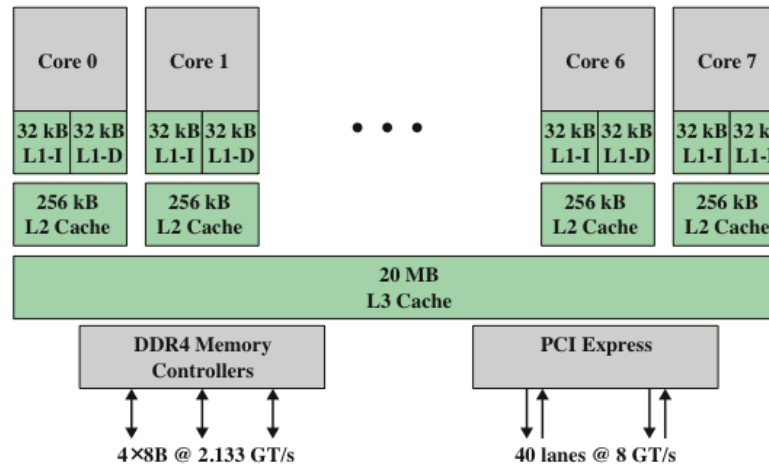 Core 0
Core 1
Core 6
Core 7
32 kB
L1-I
32 kB
L1-D
32 kB
L1-I
32 kB
L1-D
32 kB
L1-I
32 kB
L1-D
32 kB
L1-I
32 k
L1-
256 kB
L2 Cache
256 kB
L2 Cache
256 kB
L2 Cache
256 kB
L2 Cache
20 MB
L3 Cache
DDR4 Memory
Controllers
PCI Express
4×8B @ 2.133 GT/s
40 lanes @ 8 GT/s